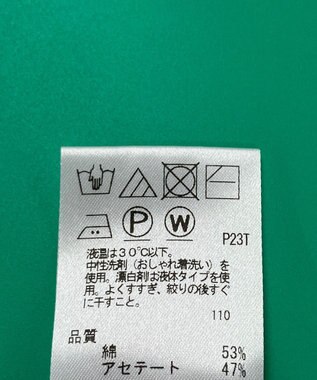 P W P23T
液温は30℃以下。
中性洗剤(おしゃれ着洗い)を
使用。漂白剤は液体タイプを使
用。よくすすぎ、絞りの後すぐ
に干すこと。
110
品質
綿 53%
アセテート 47%